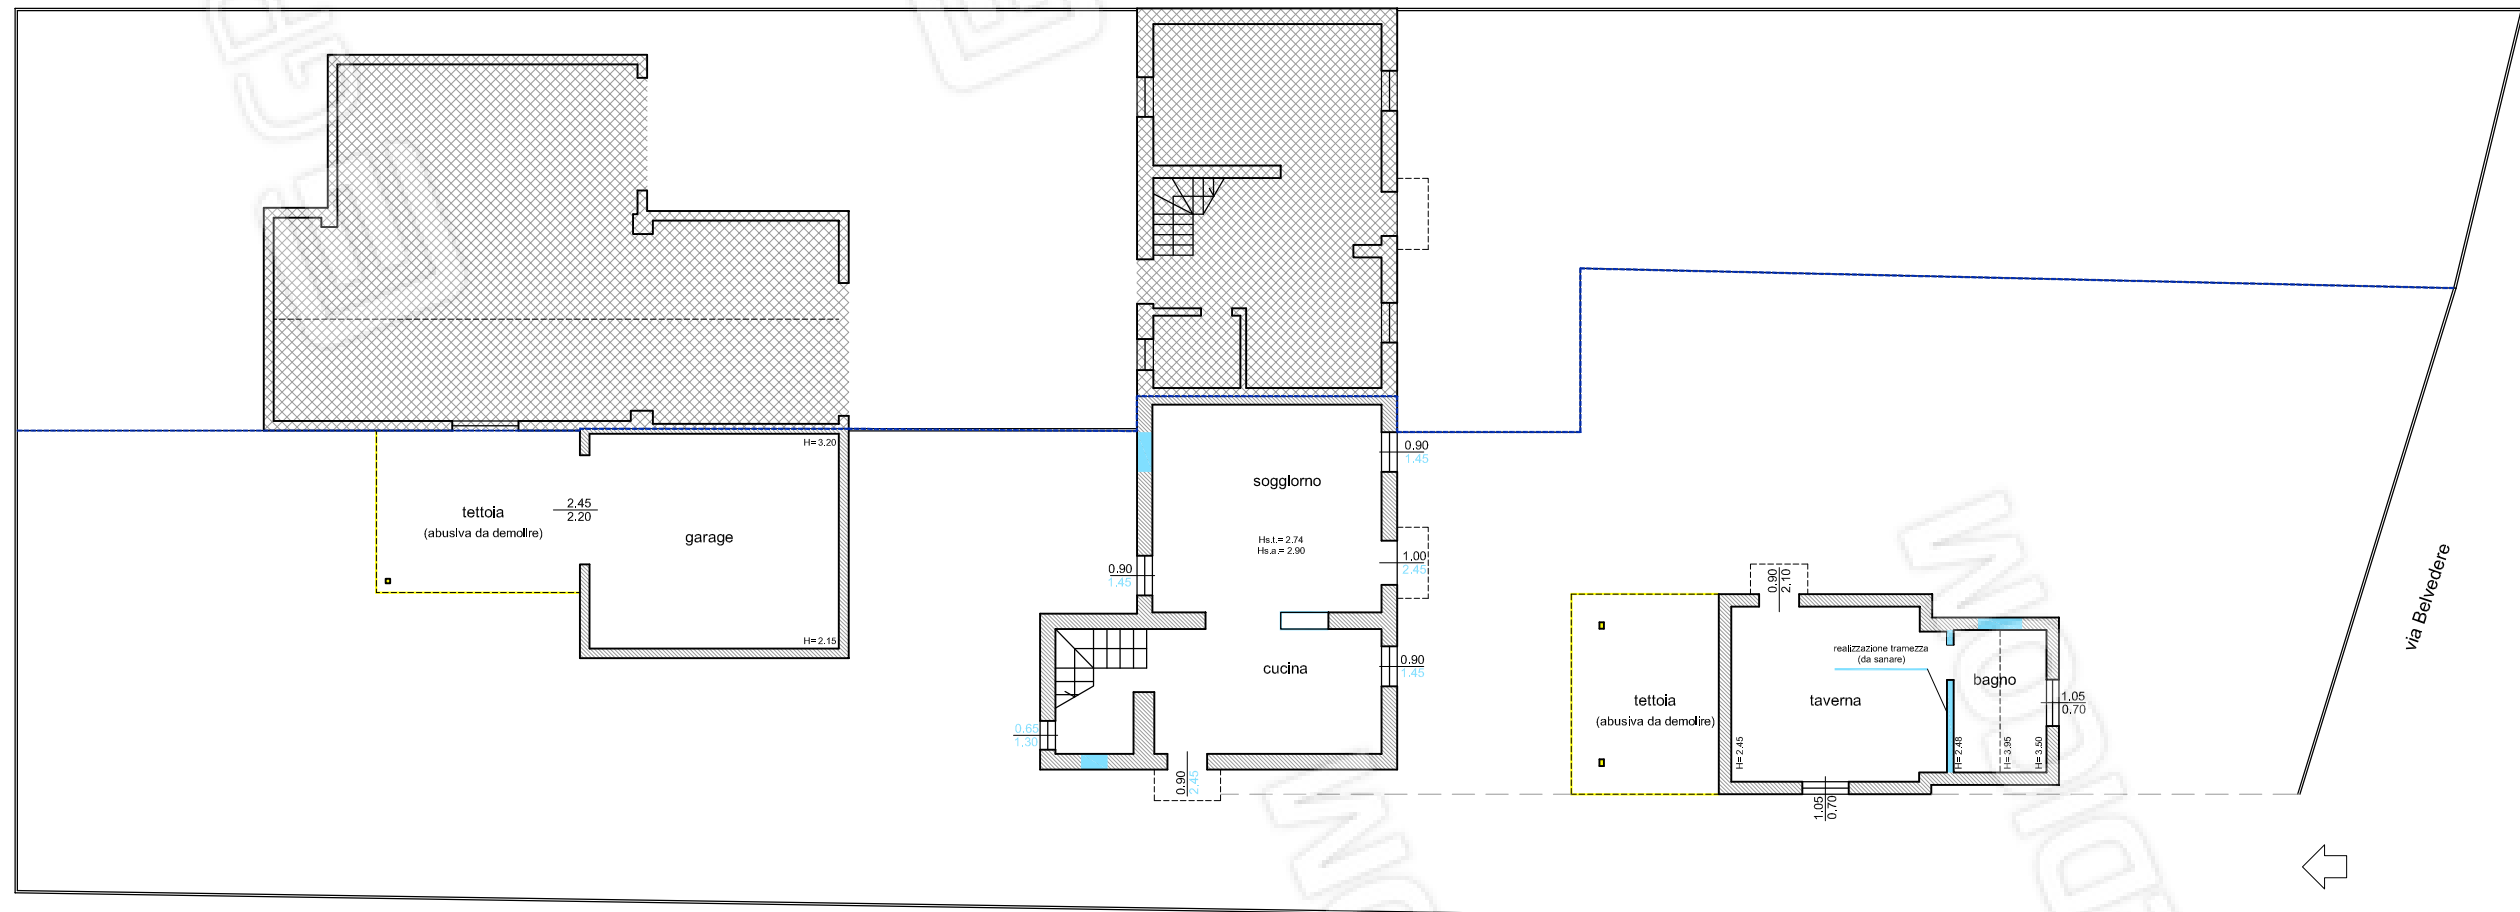 H= 3.20
tettoia
(abusiva da demolire)
2.45
2.20
garage
H= 2.15
soggiorno
Hs.t.= 2.74
Hs.a.= 2.90
0.90
1.45
1.00
2.45
0.90
1.45
cucina
0.90
1.45
0.65
1.30
0.90
2.45
tettoia
(abusiva da demolire)
0.90
2.10
realizzazione tramezza
(da sanare)
taverna
bagno
1.05
0.70
H= 2.45
H= 2.48
H= 3.95
H= 3.50
1.05
0.70
via Belvedere